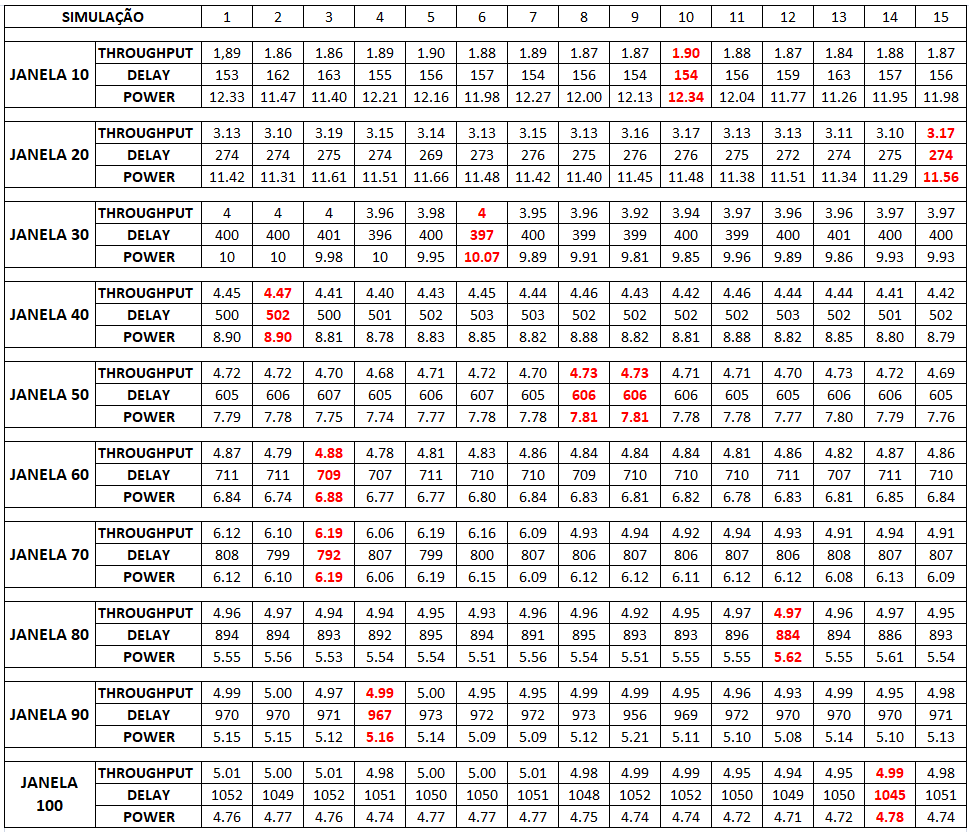 SIMULAÇÃO 1 2 3 4 5 6 7 8 9 10 11 12 13 14 15
JANELA 10
THROUGHPUT 1,89 1.86 1.86 1.89 1.90 1.88 1.89 1.87 1.87 1.90 1.88 1.87 1.84 1.88 1.87
DELAY 153 162 163 155 156 157 154 156 154 154 156 159 163 157 156
POWER 12.33 11.47 11.40 12.21 12.16 11.98 12.27 12.00 12.13 12.34 12.04 11.77 11.26 11.95 11.98
JANELA 20
THROUGHPUT 3.13 3.10 3.19 3.15 3.14 3.13 3.15 3.13 3.16 3.17 3.13 3.13 3.11 3.10 3.17
DELAY 274 274 275 274 269 273 276 275 276 276 275 272 274 275 274
POWER 11.42 11.31 11.61 11.51 11.66 11.48 11.42 11.40 11.45 11.48 11.38 11.51 11.34 11.29 11.56
JANELA 30
THROUGHPUT 4 4 4 3.96 3.98 4 3.95 3.96 3.92 3.94 3.97 3.96 3.96 3.97 3.97
DELAY 400 400 401 396 400 397 400 399 399 400 399 400 401 400 400
POWER 10 10 9.98 10 9.95 10.07 9.89 9.91 9.81 9.85 9.96 9.89 9.86 9.93 9.93
JANELA 40
THROUGHPUT 4.45 4.47 4.41 4.40 4.43 4.45 4.44 4.46 4.43 4.42 4.46 4.44 4.44 4.41 4.42
DELAY 500 502 500 501 502 503 503 502 502 502 502 503 502 501 502
POWER 8.90 8.90 8.81 8.78 8.83 8.85 8.82 8.88 8.82 8.81 8.88 8.82 8.85 8.80 8.79
JANELA 50
THROUGHPUT 4.72 4.72 4.70 4.68 4.71 4.72 4.70 4.73 4.73 4.71 4.71 4.70 4.73 4.72 4.69
DELAY 605 606 607 605 606 607 605 606 606 606 605 605 606 606 605
POWER 7.79 7.78 7.75 7.74 7.77 7.78 7.78 7.81 7.81 7.78 7.78 7.77 7.80 7.79 7.76
JANELA 60
THROUGHPUT 4.87 4.79 4.88 4.78 4.81 4.83 4.86 4.84 4.84 4.84 4.81 4.86 4.82 4.87 4.86
DELAY 711 711 709 707 711 710 710 709 710 710 710 711 707 711 710
POWER 6.84 6.74 6.88 6.77 6.77 6.80 6.84 6.83 6.81 6.82 6.78 6.83 6.81 6.85 6.84
JANELA 70
THROUGHPUT 6.12 6.10 6.19 6.06 6.19 6.16 6.09 4.93 4.94 4.92 4.94 4.93 4.91 4.94 4.91
DELAY 808 799 792 807 799 800 807 806 807 806 807 806 808 807 807
POWER 6.12 6.10 6.19 6.06 6.19 6.15 6.09 6.12 6.12 6.11 6.12 6.12 6.08 6.13 6.09
JANELA 80
THROUGHPUT 4.96 4.97 4.94 4.94 4.95 4.93 4.96 4.96 4.92 4.95 4.97 4.97 4.96 4.97 4.95
DELAY 894 894 893 892 895 894 891 895 893 893 896 884 894 886 893
POWER 5.55 5.56 5.53 5.54 5.54 5.51 5.56 5.54 5.51 5.55 5.55 5.62 5.55 5.61 5.54
JANELA 90
THROUGHPUT 4.99 5.00 4.97 4.99 5.00 4.95 4.95 4.99 4.99 4.95 4.96 4.93 4.99 4.95 4.98
DELAY 970 970 971 967 973 972 972 973 956 969 972 970 970 970 971
POWER 5.15 5.15 5.12 5.16 5.14 5.09 5.09 5.12 5.21 5.11 5.10 5.08 5.14 5.10 5.13
JANELA
100
THROUGHPUT 5.01 5.00 5.01 4.98 5.00 5.00 5.01 4.98 4.99 4.99 4.95 4.94 4.95 4.99 4.98
DELAY 1052 1049 1052 1051 1050 1050 1051 1048 1052 1052 1050 1049 1050 1045 1051
POWER 4.76 4.77 4.76 4.74 4.77 4.77 4.77 4.75 4.74 4.74 4.72 4.71 4.72 4.78 4.74